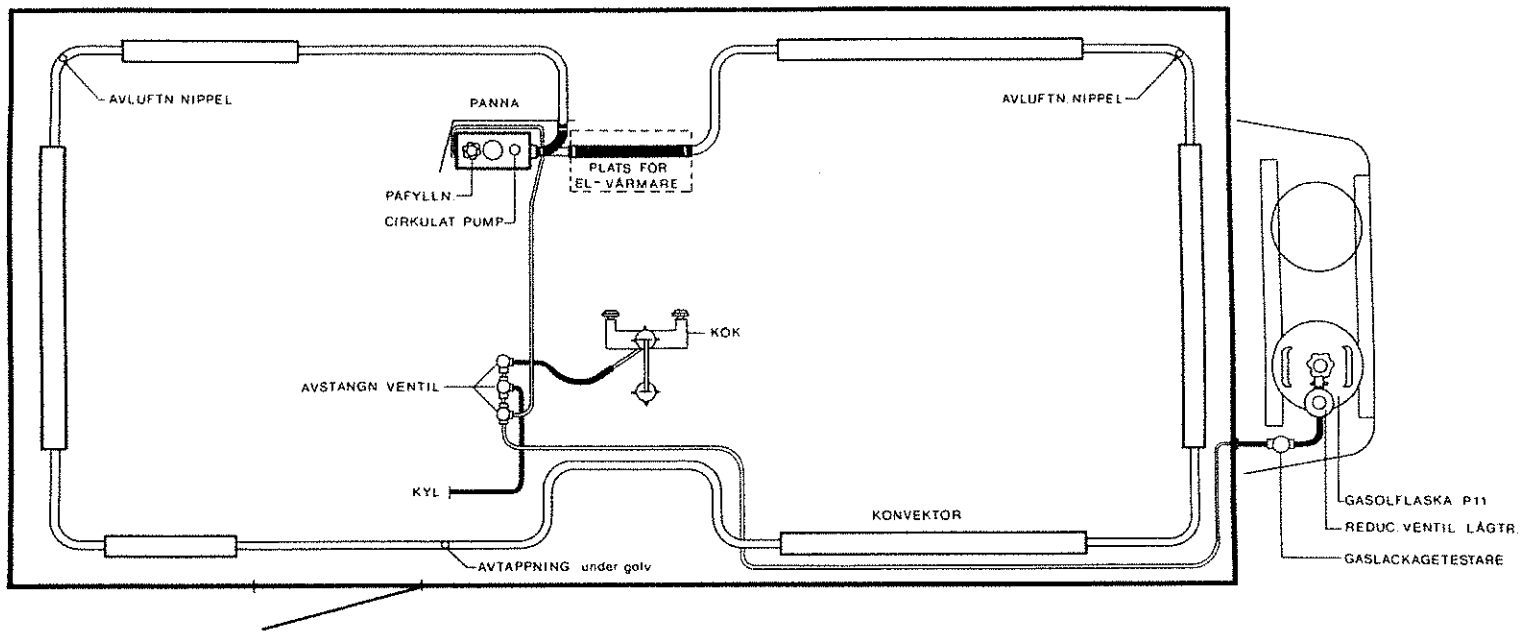 AVLUFTN NIPPEL
PANNA
AVLUFTN. NIPPEL
PLATS FÖR
EL-VÄRMARE
PÅFYLLN.
CIRKULAT PUMP
KÖK
AVSTÄNGN VENTIL
KYL
KONVEKTOR
AVTAPPNING under golv
GASOLFLASKA P11
REDUC. VENTIL LÅGTR.
GASLÄCKAGETESTARE